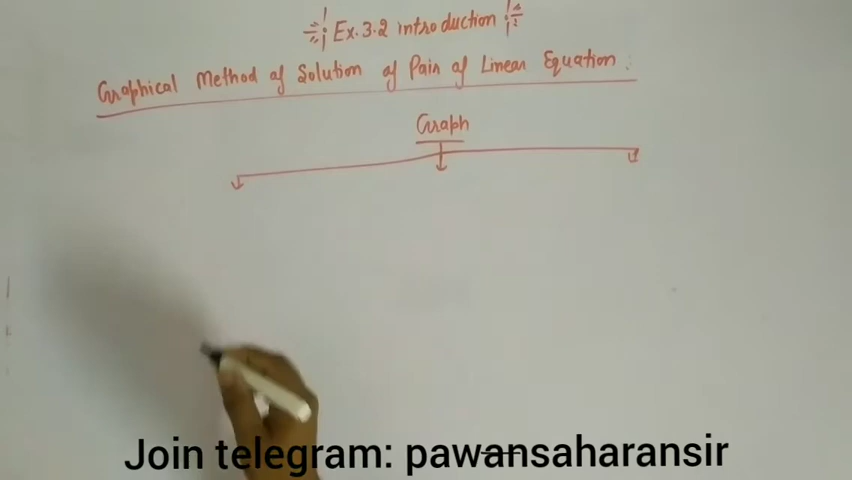 Ex. 3.2 introduction
Graphical Method of Solution of Pair of Linear Equation :
Graph
Join telegram: pawansaharansir